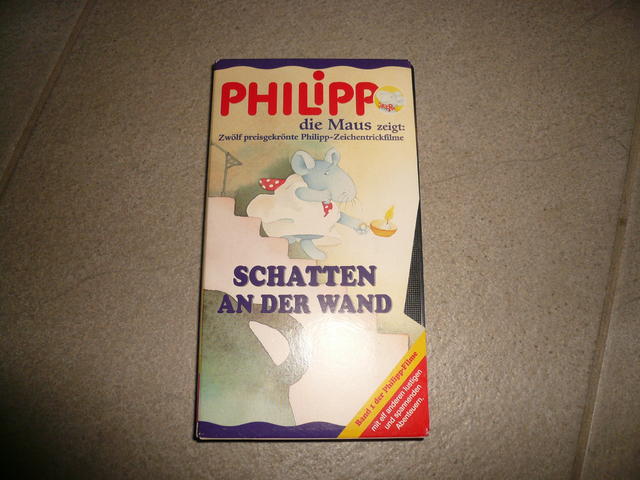 PHILIPP
die Maus zeigt:
Zwölf preisgekrönte Philipp-Zeichentrickfilme
SCHATTEN
AN DER WAND
Band 1 der Philipp-Filme
mit elf anderen lustigen
und spannenden
Abenteuern.